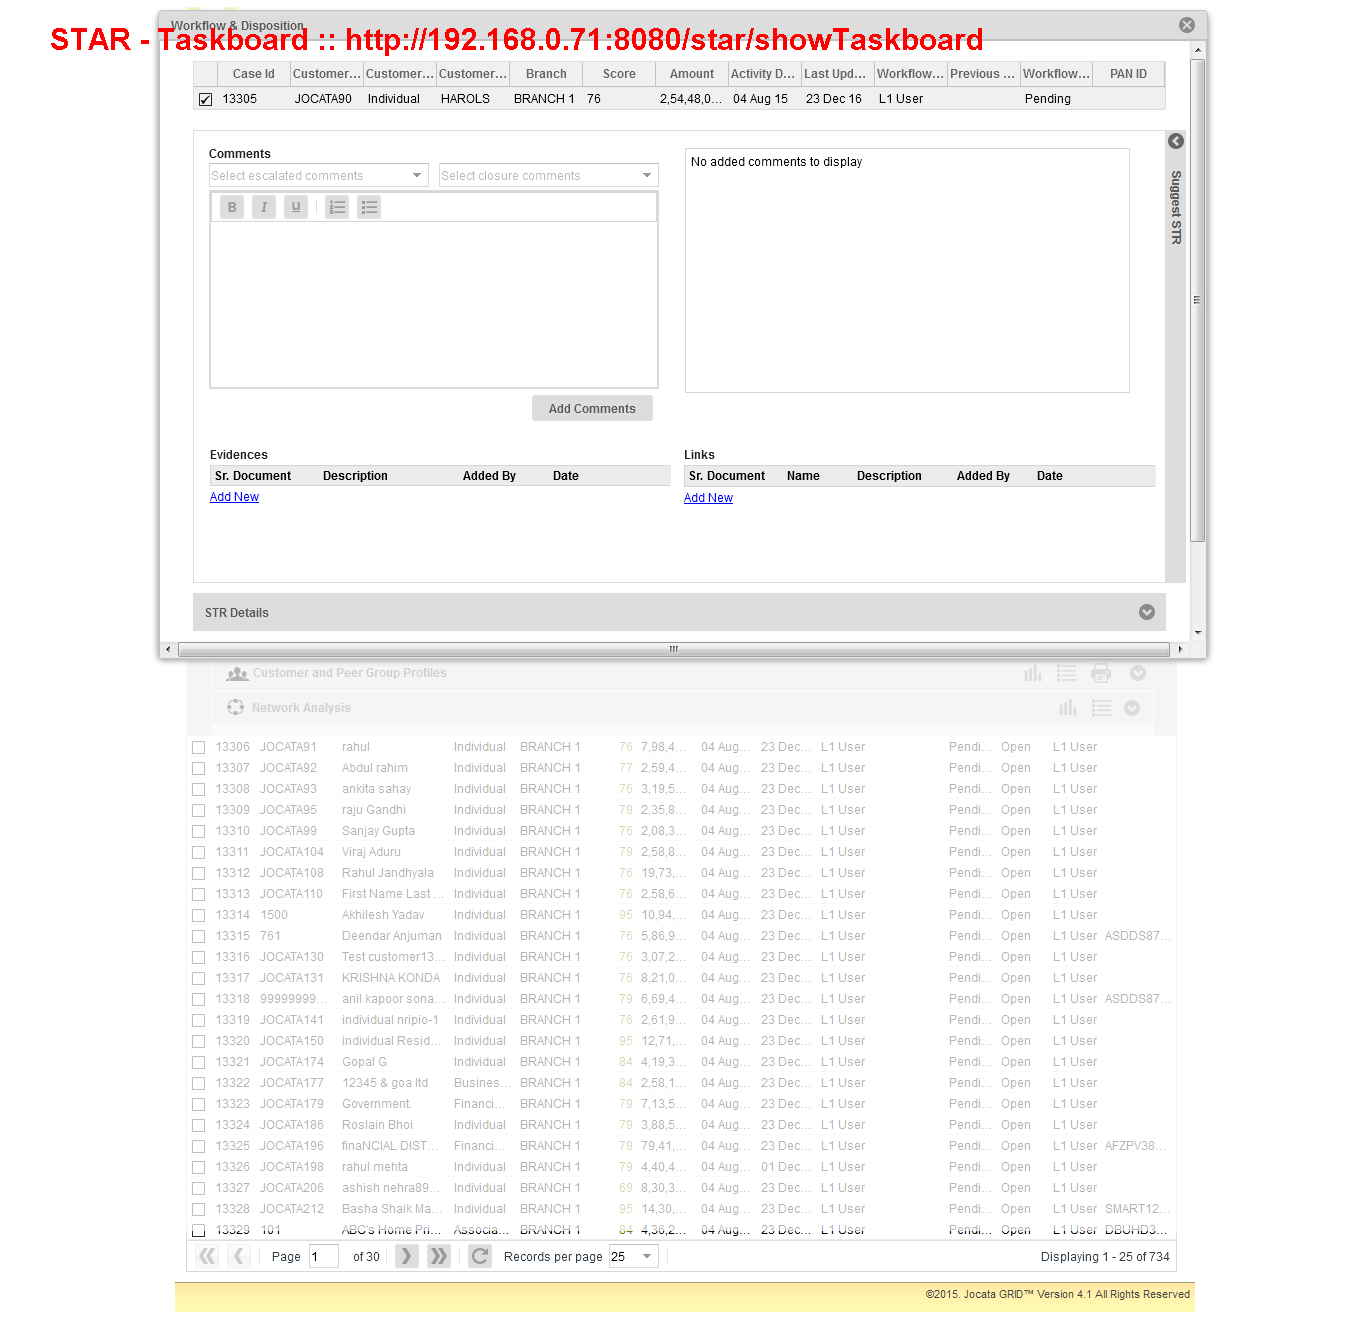 Workflow & Disposition
STAR - Taskboard :: http://192.168.0.71:8080/star/showTaskboard
Case Id Customer... Customer... Customer... Branch Score Amount Activity D... Last Upd... Workflow... Previous ... Workflow... PAN ID
13305 JOCATA90 Individual HAROLS BRANCH 1 76 2,54,48,0... 04 Aug 15 23 Dec 16 L1 User Pending
Comments
Select escalated comments Select closure comments
No added comments to display
B I U
Suggest STR
Add Comments
Evidences
Sr. Document Description Added By Date
Add New
Links
Sr. Document Name Description Added By Date
Add New
STR Details
Customer and Peer Group Profiles
Network Analysis
13306 JOCATA91 rahul Individual BRANCH 1 76 7,98,4... 04 Aug... 23 Dec... L1 User Pendi... Open L1 User
13307 JOCATA92 Abdul rahim Individual BRANCH 1 77 2,59,4... 04 Aug... 23 Dec... L1 User Pendi... Open L1 User
13308 JOCATA93 ankita sahay Individual BRANCH 1 76 3,19,5... 04 Aug... 23 Dec... L1 User Pendi... Open L1 User
13309 JOCATA95 raju Gandhi Individual BRANCH 1 79 2,35,8... 04 Aug... 23 Dec... L1 User Pendi... Open L1 User
13310 JOCATA99 Sanjay Gupta Individual BRANCH 1 76 2,08,3... 04 Aug... 23 Dec... L1 User Pendi... Open L1 User
13311 JOCATA104 Viraj Aduru Individual BRANCH 1 79 2,58,8... 04 Aug... 23 Dec... L1 User Pendi... Open L1 User
13312 JOCATA108 Rahul Jandhyala Individual BRANCH 1 76 19,73,... 04 Aug... 23 Dec... L1 User Pendi... Open L1 User
13313 JOCATA110 First Name Last ... Individual BRANCH 1 76 2,58,6... 04 Aug... 23 Dec... L1 User Pendi... Open L1 User
13314 1500 Akhilesh Yadav Individual BRANCH 1 95 10,94,... 04 Aug... 23 Dec... L1 User Pendi... Open L1 User
13315 761 Deendar Anjuman Individual BRANCH 1 76 5,86,9... 04 Aug... 23 Dec... L1 User Pendi... Open L1 User ASDDS87...
13316 JOCATA130 Test customer13... Individual BRANCH 1 76 3,07,2... 04 Aug... 23 Dec... L1 User Pendi... Open L1 User
13317 JOCATA131 KRISHNA KONDA Individual BRANCH 1 76 8,21,0... 04 Aug... 23 Dec... L1 User Pendi... Open L1 User
13318 99999999... anil kapoor sona... Individual BRANCH 1 79 6,69,4... 04 Aug... 23 Dec... L1 User Pendi... Open L1 User ASDDS87...
13319 JOCATA141 individual nripio-1 Individual BRANCH 1 76 2,61,9... 04 Aug... 23 Dec... L1 User Pendi... Open L1 User
13320 JOCATA150 individual Resid... Individual BRANCH 1 95 12,71,... 04 Aug... 23 Dec... L1 User Pendi... Open L1 User
13321 JOCATA174 Gopal G Individual BRANCH 1 84 4,19,3... 04 Aug... 23 Dec... L1 User Pendi... Open L1 User
13322 JOCATA177 12345 & goa ltd Busines... BRANCH 1 84 2,58,1... 04 Aug... 23 Dec... L1 User Pendi... Open L1 User
13323 JOCATA179 Government. Financi... BRANCH 1 79 7,13,5... 04 Aug... 23 Dec... L1 User Pendi... Open L1 User
13324 JOCATA186 Roslain Bhoi Individual BRANCH 1 79 3,88,5... 04 Aug... 23 Dec... L1 User Pendi... Open L1 User
13325 JOCATA196 finaNCIAL DIST... Financi... BRANCH 1 79 79,41,... 04 Aug... 23 Dec... L1 User Pendi... Open L1 User AFZPV38...
13326 JOCATA198 rahul mehta Individual BRANCH 1 79 4,40,4... 04 Aug... 01 Dec... L1 User Pendi... Open L1 User
13327 JOCATA206 ashish nehra89... Individual BRANCH 1 69 8,30,3... 04 Aug... 23 Dec... L1 User Pendi... Open L1 User
13328 JOCATA212 Basha Shaik Ma... Individual BRANCH 1 95 14,30,... 04 Aug... 23 Dec... L1 User Pendi... Open L1 User SMART12...
13329 101 ABC's Home Pri... Associa... BRANCH 1 84 4,36,2... 04 Aug... 23 Dec... L1 User Pendi... Open L1 User DBUHD3...
Page 1 of 30 Records per page 25 Displaying 1 - 25 of 734
©2015. Jocata GRID™ Version 4.1 All Rights Reserved